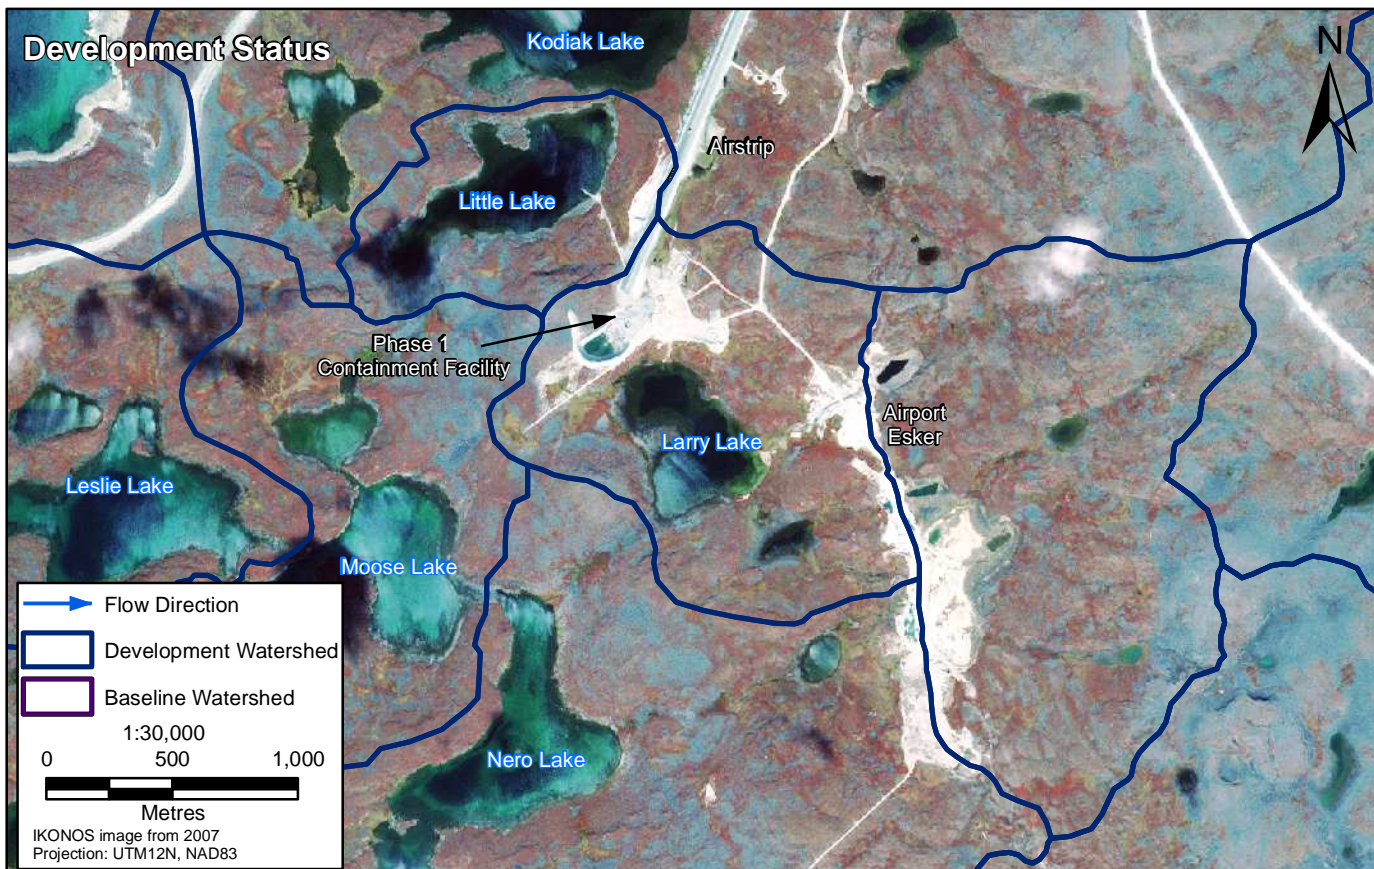 Development Status
Kodiak Lake
N
Airstrip
Little Lake
Phase 1
Containment Facility
Airport
Esker
Larry Lake
Leslie Lake
Moose Lake
Nero Lake
Flow Direction
Development Watershed
Baseline Watershed
1:30,000
0 500 1,000
Metres
IKONOS image from 2007
Projection: UTM12N, NAD83